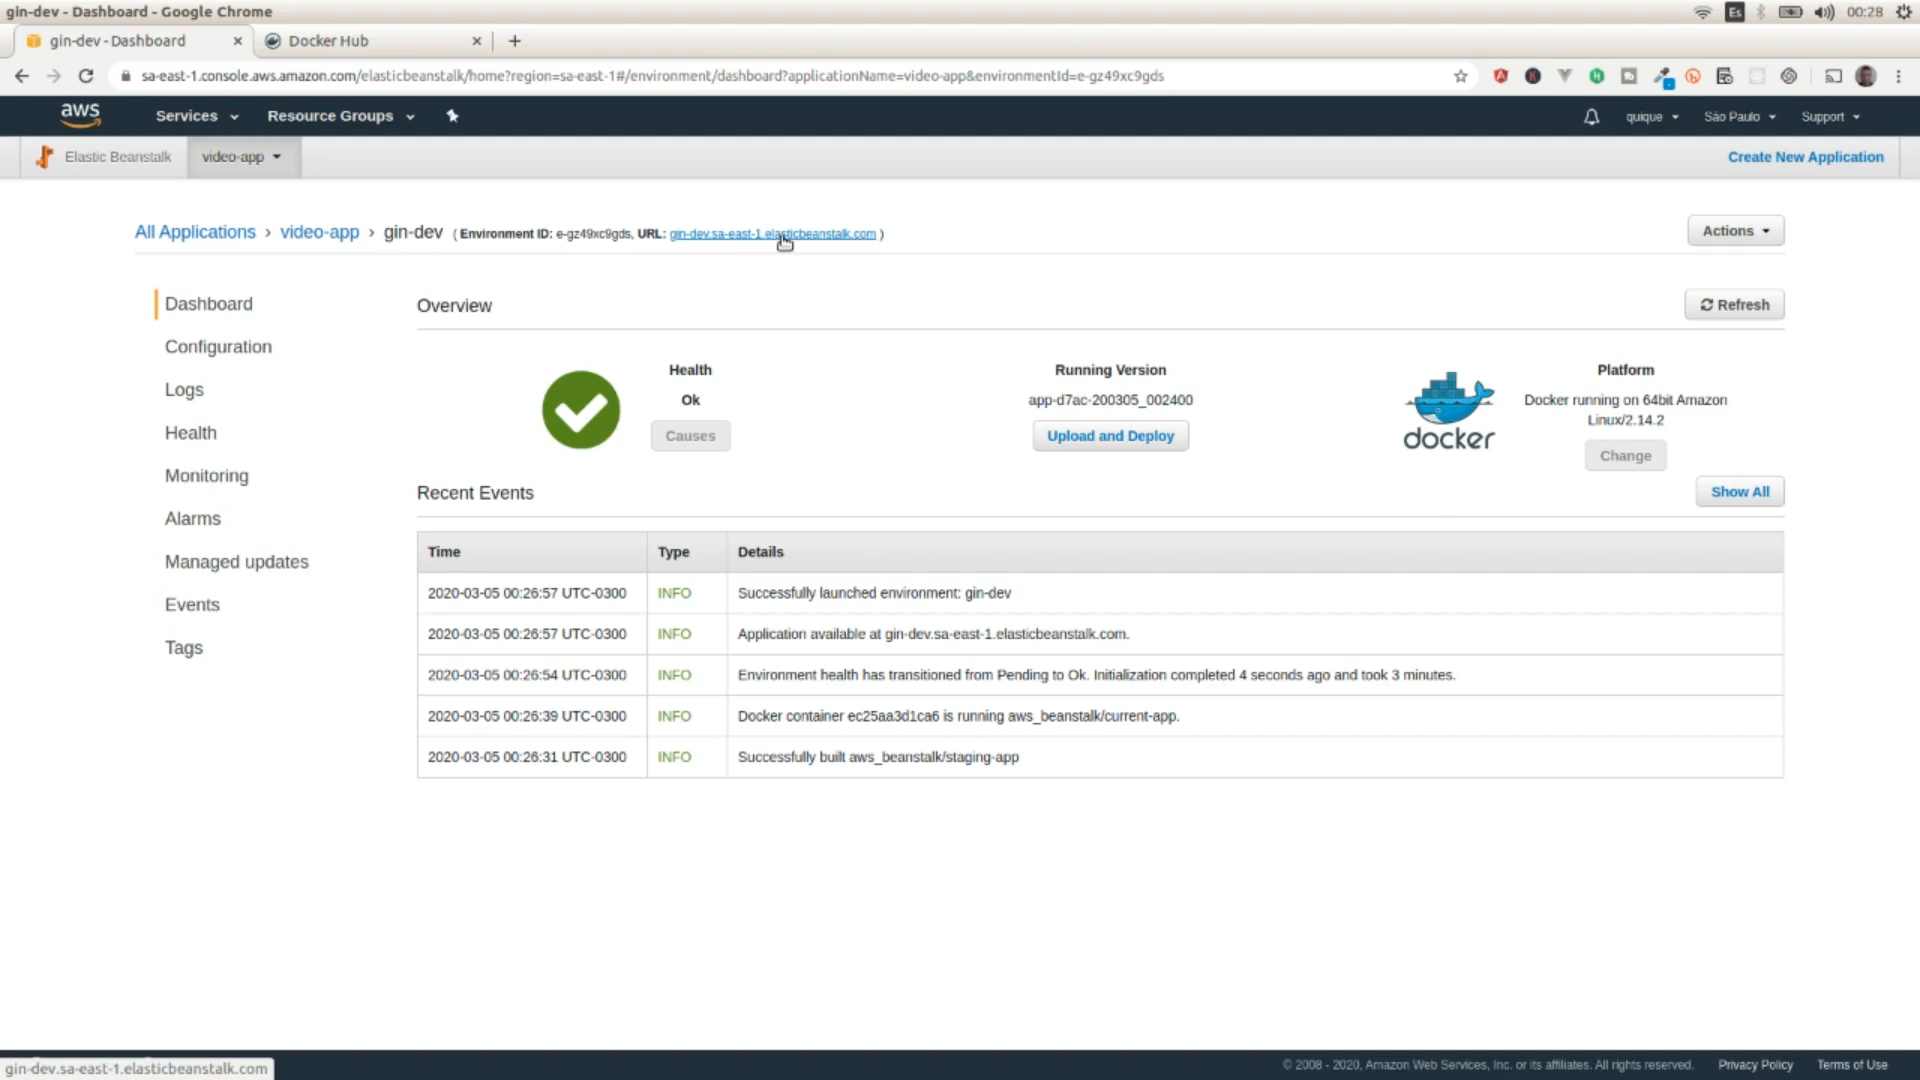 gin-dev - Dashboard - Google Chrome
Es
00:28
gin-dev - Dashboard
Docker Hub
sa-east-1.console.aws.amazon.com/elasticbeanstalk/home?region=sa-east-1#/environment/dashboard?applicationName=video-app&environmentId=e-gz49xc9gds
aws
Services
Resource Groups
quique
São Paulo
Support
Elastic Beanstalk
video-app
Create New Application
All Applications › video-app › gin-dev ( Environment ID: e-gz49xc9gds, URL: gin-dev.sa-east-1.elasticbeanstalk.com )
Actions
Dashboard
Configuration
Logs
Health
Monitoring
Alarms
Managed updates
Events
Tags
Overview
Refresh
Health
Ok
Causes
Running Version
app-d7ac-200305_002400
Upload and Deploy
docker
Platform
Docker running on 64bit Amazon
Linux/2.14.2
Change
Recent Events
Show All
Time Type Details
2020-03-05 00:26:57 UTC-0300 INFO Successfully launched environment: gin-dev
2020-03-05 00:26:57 UTC-0300 INFO Application available at gin-dev.sa-east-1.elasticbeanstalk.com.
2020-03-05 00:26:54 UTC-0300 INFO Environment health has transitioned from Pending to Ok. Initialization completed 4 seconds ago and took 3 minutes.
2020-03-05 00:26:39 UTC-0300 INFO Docker container ec25aa3d1ca6 is running aws_beanstalk/current-app.
2020-03-05 00:26:31 UTC-0300 INFO Successfully built aws_beanstalk/staging-app
gin-dev.sa-east-1.elasticbeanstalk.com
© 2008 - 2020, Amazon Web Services, Inc. or its affiliates. All rights reserved.
Privacy Policy
Terms of Use